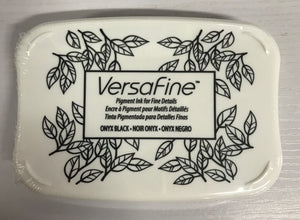 VersaFine™
Pigment Ink for Fine Details
Encre à Pigment pour Motifs Détaillés
Tinta Pigmentada para Detalles Finos
ONYX BLACK • NOIR ONYX • ONYX NEGRO